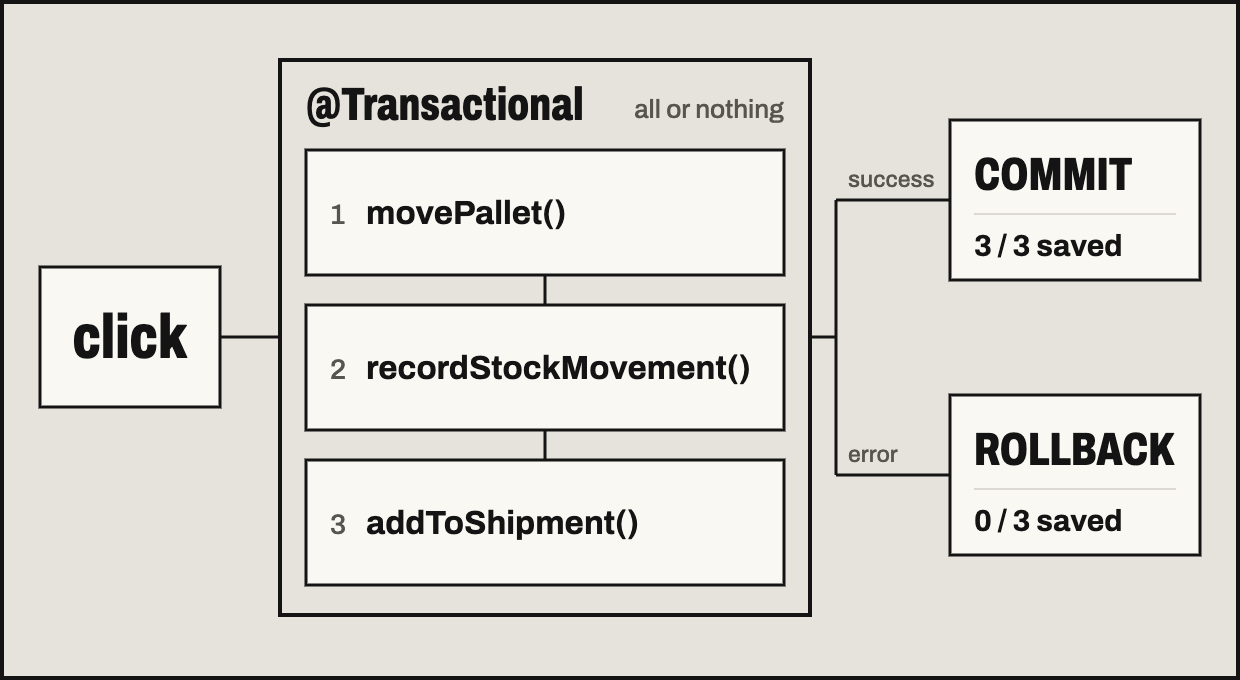 click
@Transactional
all or nothing
1 movePallet()
2 recordStockMovement()
3 addToShipment()
success
COMMIT
3 / 3 saved
error
ROLLBACK
0 / 3 saved